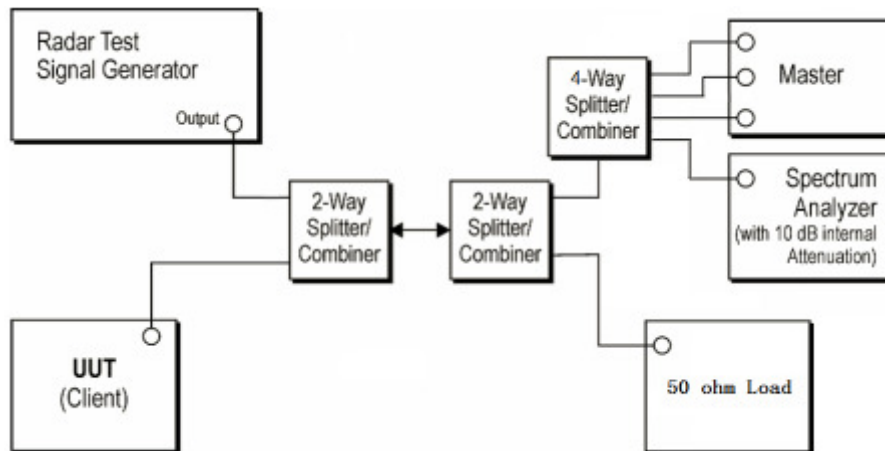 Radar Test
Signal Generator
Output
4-Way
Splitter/
Combiner
Master
2-Way
Splitter/
Combiner
2-Way
Splitter/
Combiner
Spectrum
Analyzer
(with 10 dB internal
Attenuation)
UUT
(Client)
50 ohm Load